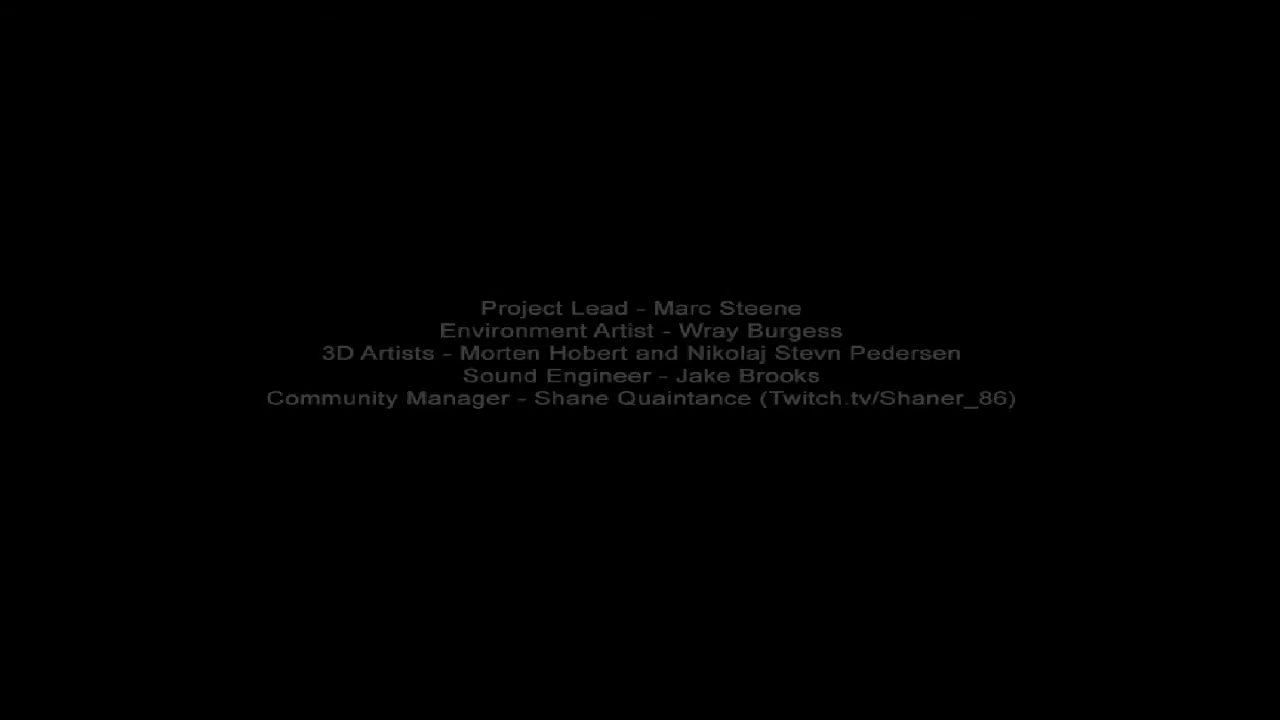 Project Lead - Marc Steene
Environment Artist - Wray Burgess
3D Artists - Morten Hobert and Nikolaj Stevn Pedersen
Sound Engineer - Jake Brooks
Community Manager - Shane Quaintance (Twitch.tv/Shaner_86)